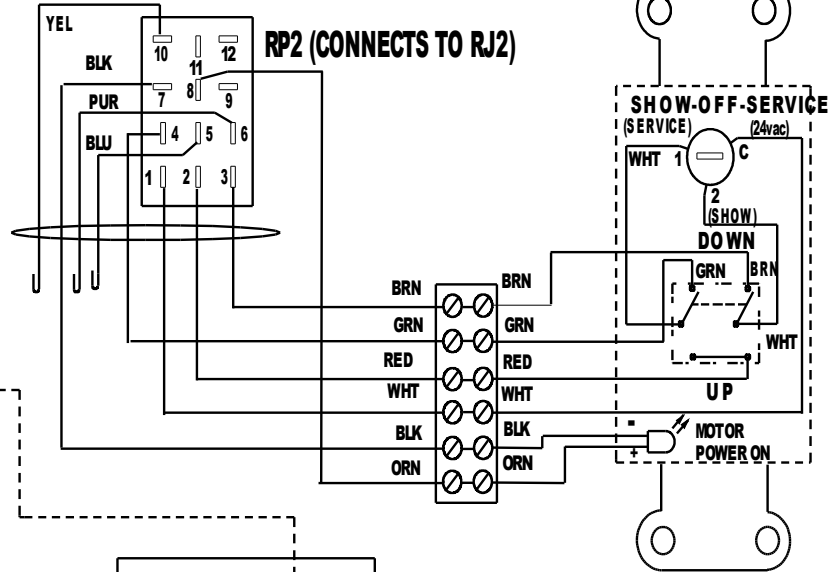 YEL
RP2 (CONNECTS TO RJ2)
10
11
12
BLK
7
8
9
PUR
4
5
6
BLU
1
2
3
SHOW-OFF-SERVICE
(SERVICE)
(24vac)
WHT
1
C
2
(SHOW)
DOWN
GRN
BRN
WHT
UP
-
+
MOTOR
POWER ON
BRN
BRN
GRN
GRN
RED
RED
WHT
WHT
BLK
BLK
ORN
ORN